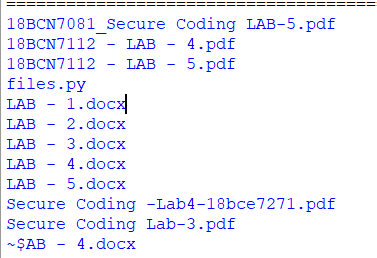 18BCN7081_Secure Coding LAB-5.pdf
18BCN7112 - LAB - 4.pdf
18BCN7112 - LAB - 5.pdf
files.py
LAB - 1.docx
LAB - 2.docx
LAB - 3.docx
LAB - 4.docx
LAB - 5.docx
Secure Coding -Lab4-18bce7271.pdf
Secure Coding Lab-3.pdf
~$AB - 4.docx